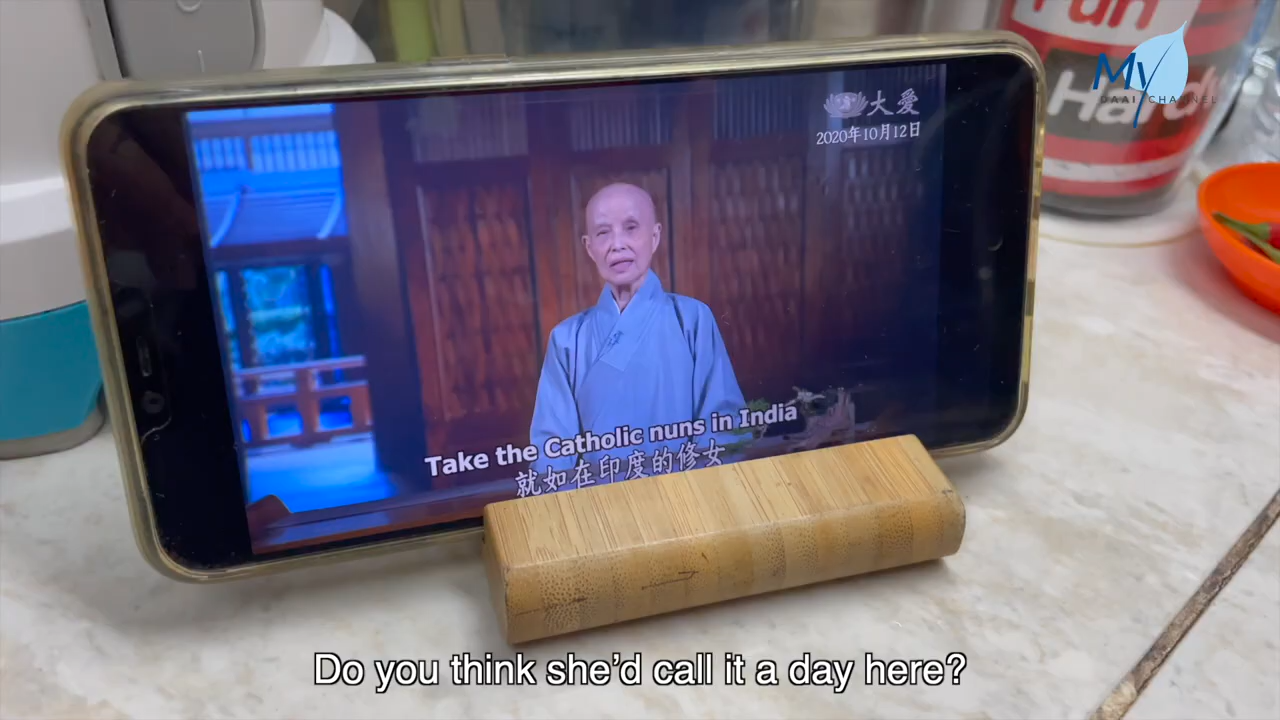 Run
Hard
My
DAAI CHANNEL
大愛
2020年10月12日
Take the Catholic nuns in India
就如在印度的修女
Do you think she'd call it a day here?